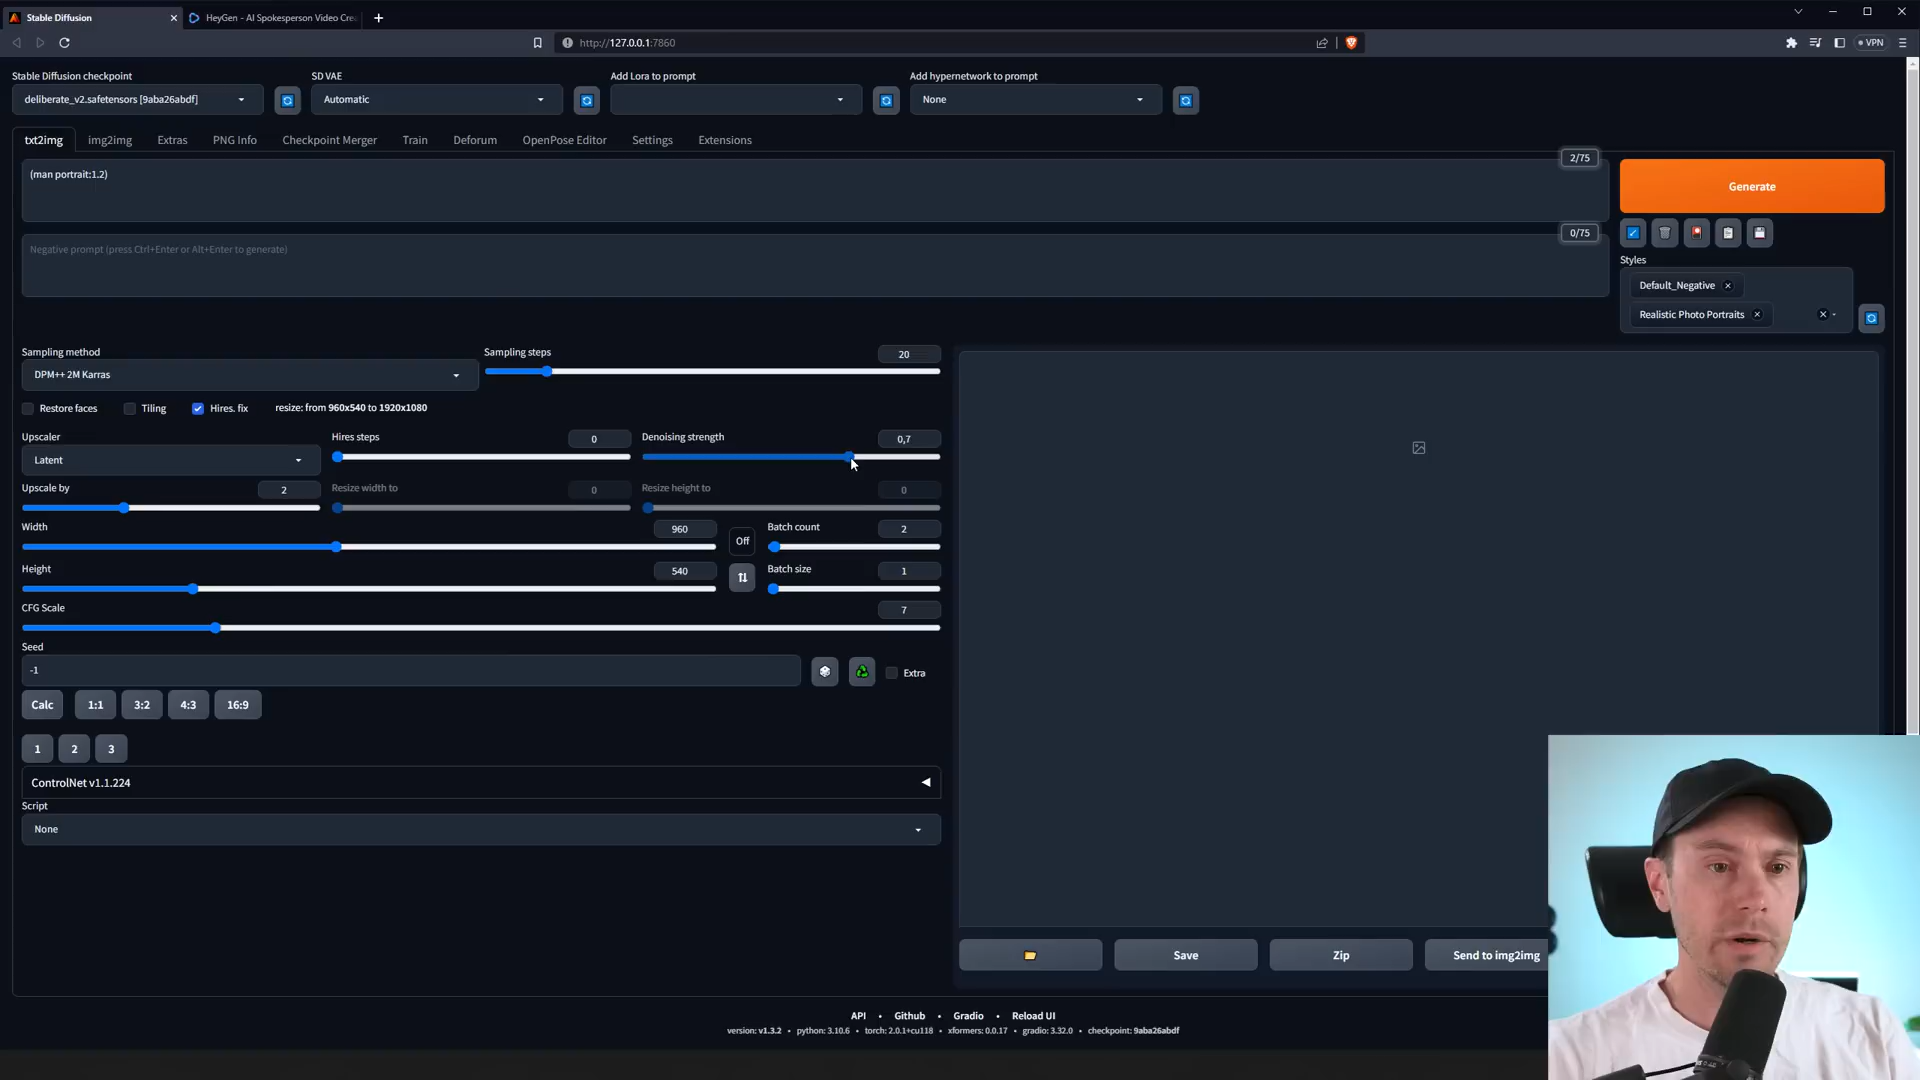 Stable Diffusion
HeyGen - AI Spokesperson Video Cre
http://127.0.0.1:7860
VPN
Stable Diffusion checkpoint
SD VAE
Add Lora to prompt
Add hypernetwork to prompt
deliberate_v2.safetensors [9aba26abdf]
Automatic
None
txt2img
img2img
Extras
PNG Info
Checkpoint Merger
Train
Deforum
OpenPose Editor
Settings
Extensions
2/75
(man portrait:1.2)
Generate
0/75
Negative prompt (press Ctrl+Enter or Alt+Enter to generate)
Styles
Default_Negative
Realistic Photo Portraits
Sampling method
Sampling steps
20
DPM++ 2M Karras
Restore faces
Tiling
Hires. fix
resize: from 960x540 to 1920x1080
Upscaler
Hires steps
0
Denoising strength
0,7
Latent
Upscale by
2
Resize width to
0
Resize height to
0
Width
960
Off
Batch count
2
Height
540
Batch size
1
CFG Scale
7
Seed
-1
Extra
Calc
1:1
3:2
4:3
16:9
1
2
3
ControlNet v1.1.224
Script
None
Save
Zip
Send to img2img
API • Github • Gradio • Reload UI
version: v1.3.2 • python: 3.10.6 • torch: 2.0.1+cu118 • xformers: 0.0.17 • gradio: 3.32.0 • checkpoint: 9aba26abdf